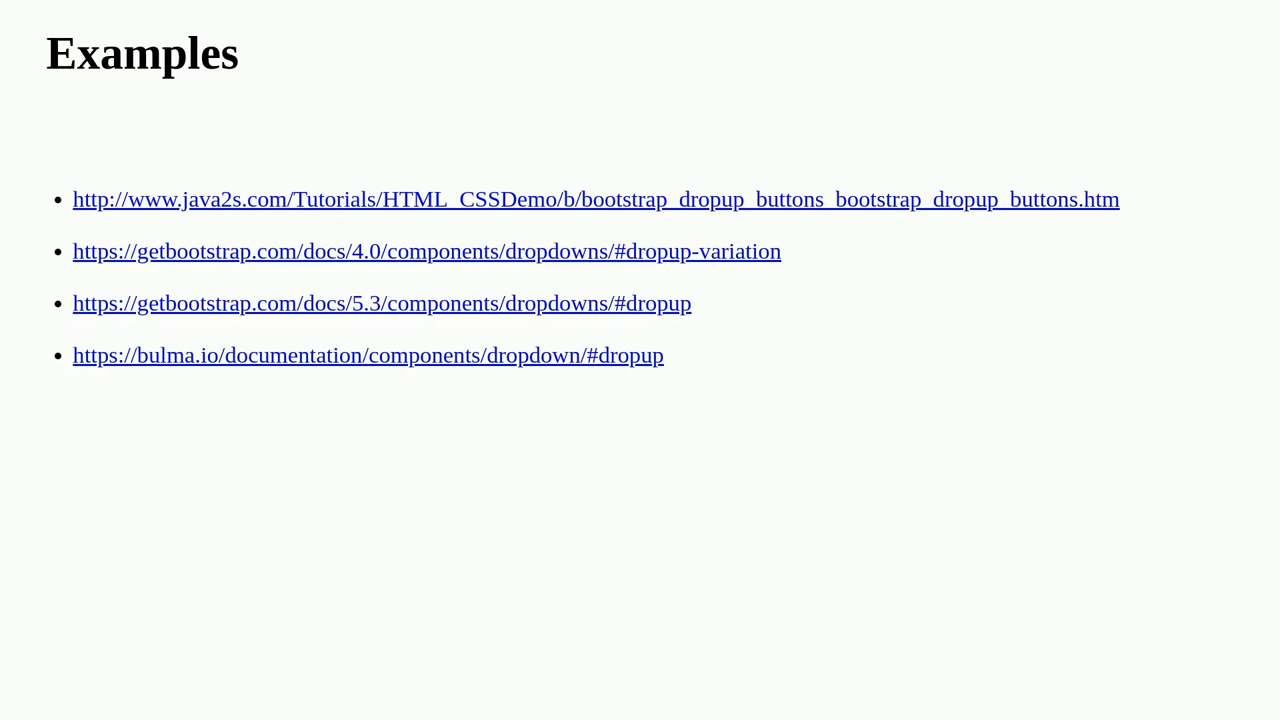 Examples
http://www.java2s.com/Tutorials/HTML_CSSDemo/b/bootstrap_dropup_buttons_bootstrap_dropup_buttons.htm
https://getbootstrap.com/docs/4.0/components/dropdowns/#dropup-variation
https://getbootstrap.com/docs/5.3/components/dropdowns/#dropup
https://bulma.io/documentation/components/dropdown/#dropup